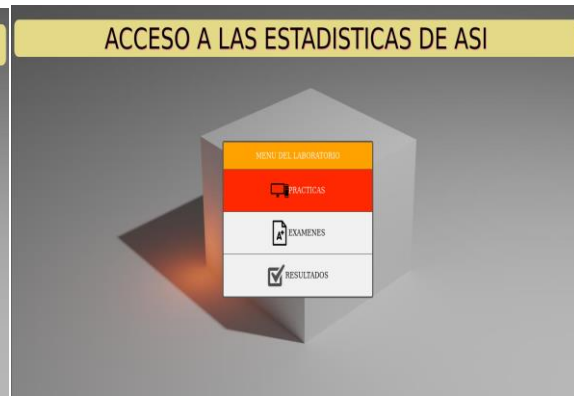 ACCESO A LAS ESTADISTICAS DE ASI
MENU DEL LABORATORIO
PRACTICAS
A+
EXAMENES
RESULTADOS